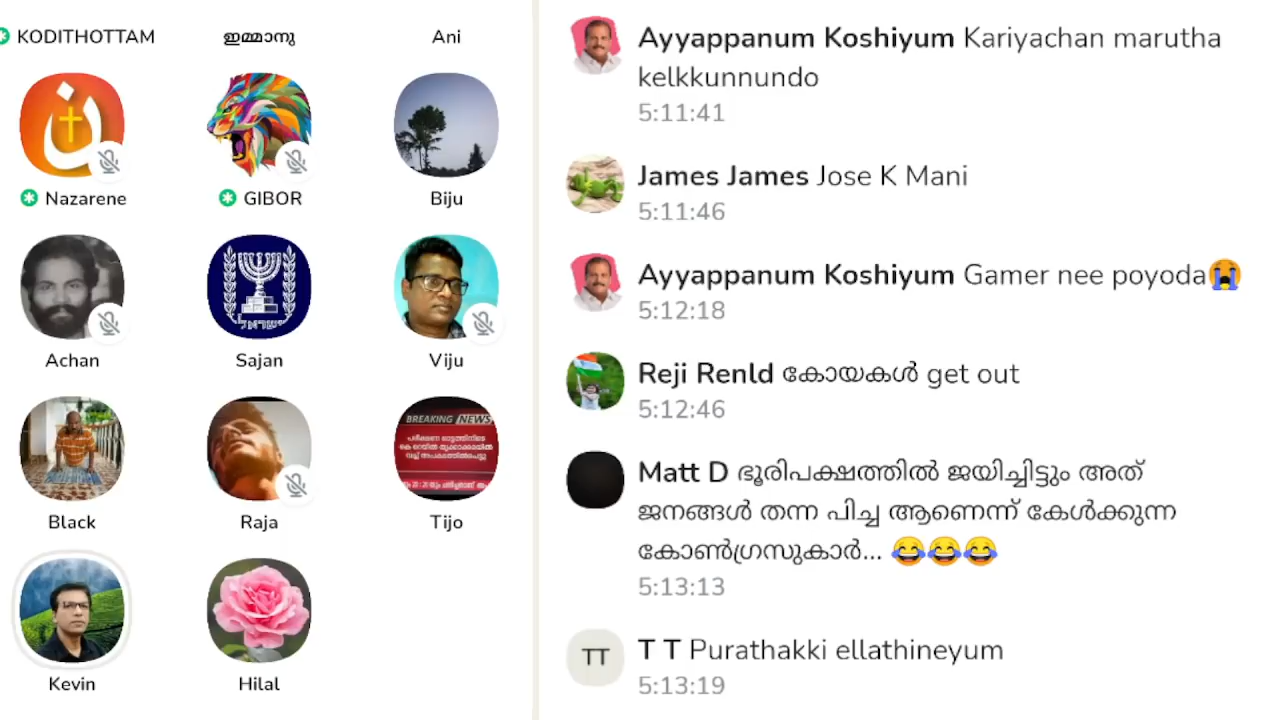 KODITHOTTAM
ഇമ്മാനു
Ani
Nazarene
GIBOR
Biju
ישראל
Achan
Sajan
Viju
BREAKING NEWS
Black
Raja
Tijo
Kevin
Hilal
Ayyappanum Koshiyum Kariyachan marutha
kelkkunnundo
5:11:41
James James Jose K Mani
5:11:46
Ayyappanum Koshiyum Gamer nee poyoda😭
5:12:18
Reji Renld കോയകൾ get out
5:12:46
Matt D ഭൂരിപക്ഷത്തിൽ ജയിച്ചിട്ടും അത്
ജനങ്ങൾ തന്ന പിച്ച ആണെന്ന് കേൾക്കുന്ന
കോൺഗ്രസുകാർ... 😂😂😂
5:13:13
TT
T T Purathakki ellathineyum
5:13:19